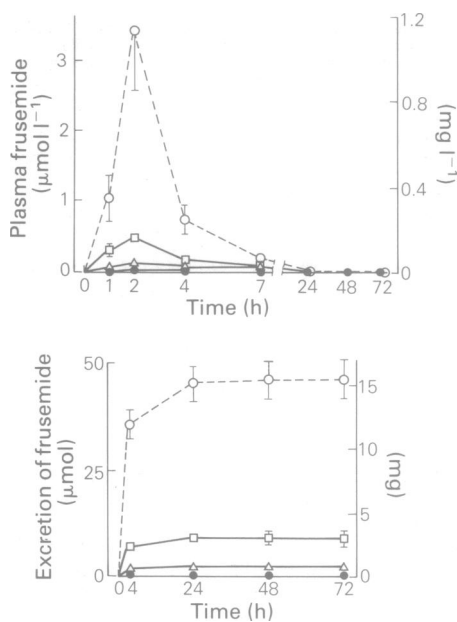 Plasma frusemide
(μmol l⁻¹)
3
2
1
0
1.2
0.8
0.4
0
(mg l⁻¹)
0 1 2 4 7 24 48 72
Time (h)
Excretion of frusemide
(μmol)
50
25
0
15
10
5
0
(mg)
0 4 24 48 72
Time (h)